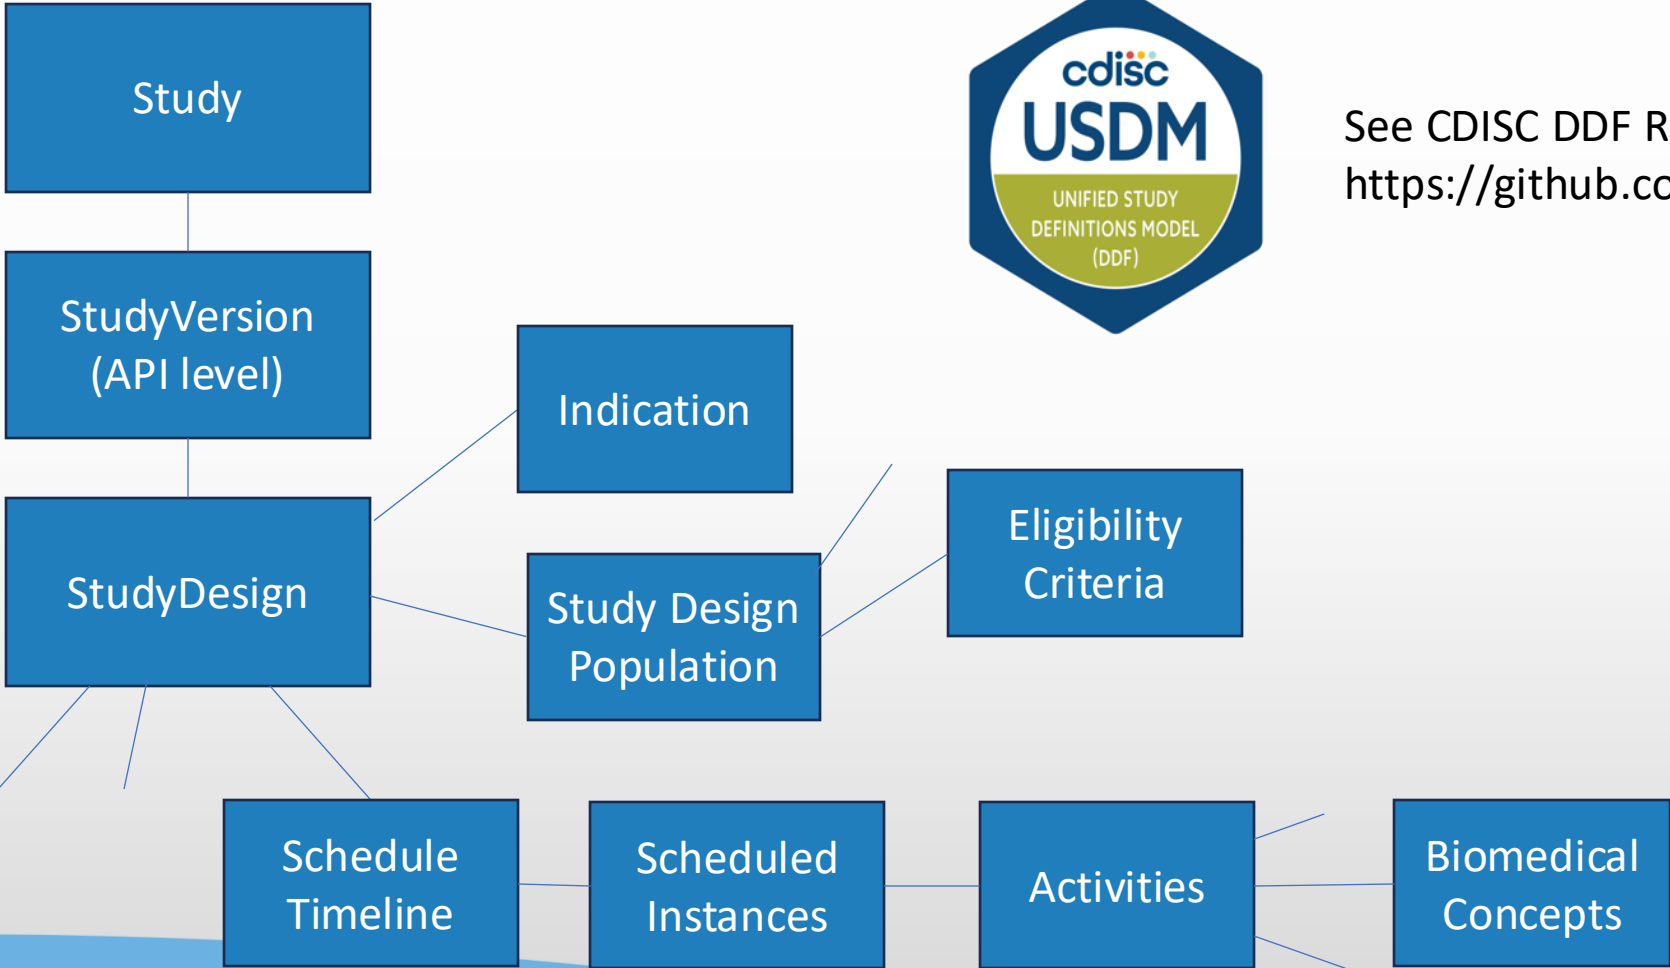 Study
cdisc
USDM
UNIFIED STUDY
DEFINITIONS MODEL
(DDF)
See CDISC DDF R
https://github.co
StudyVersion
(API level)
Indication
StudyDesign
Eligibility
Criteria
Study Design
Population
Schedule
Timeline
Scheduled
Instances
Activities
Biomedical
Concepts